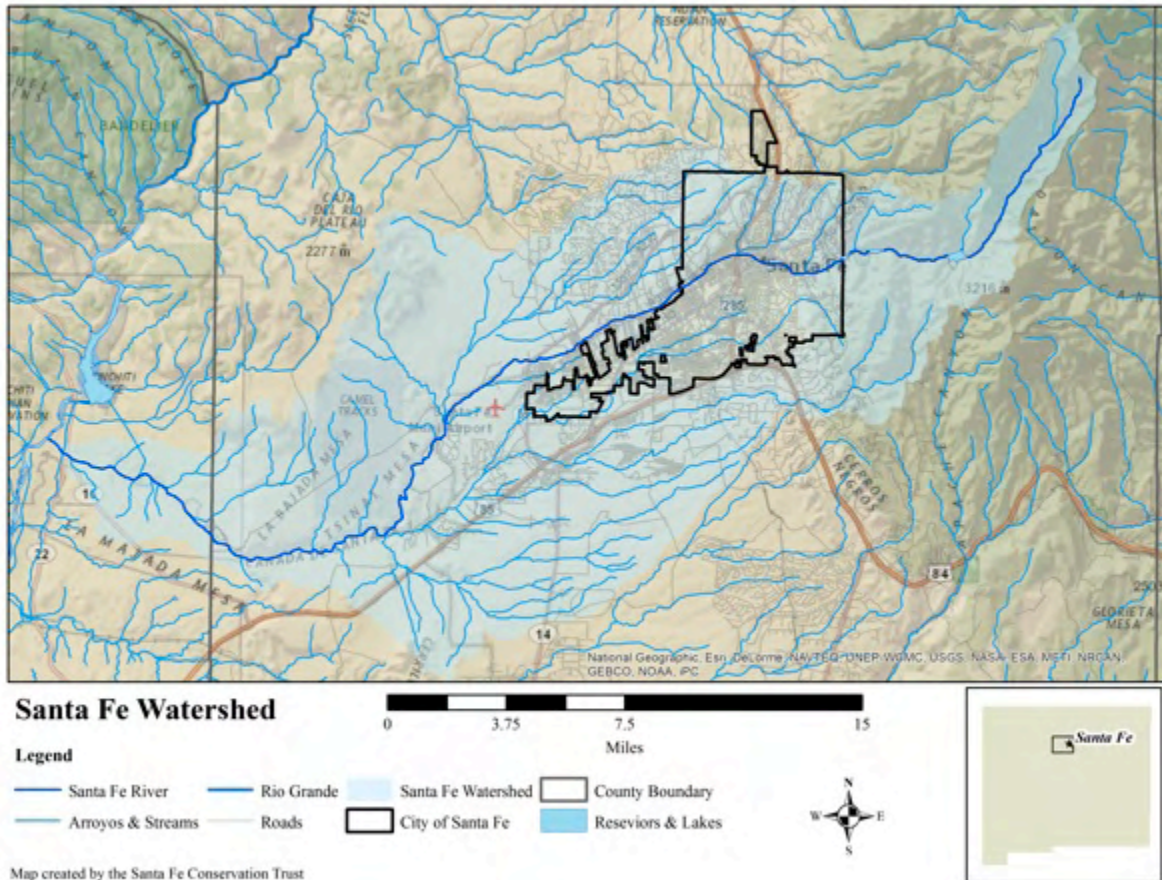 BANDELIER
CAJA
DEL RIO
PLATEAU
2277 m
RESERVATION
Santa Fe
3216 m
285
CAMEL
TRACKS
Airport
LA BAJADA MESA
TSINAT MESA
85
CERROS
NEGROS
22
LA MAJADA MESA
84
14
GLORIETA
MESA
National Geographic, Esri, DeLorme, NAVTEQ, UNEP-WCMC, USGS, NASA, ESA, METI, NRCAN,
GEBCO, NOAA, iPC
Santa Fe Watershed
0 3.75 7.5 15
Miles
Legend
Santa Fe River Rio Grande Santa Fe Watershed County Boundary
Arroyos & Streams Roads City of Santa Fe Reseviors & Lakes
N
W E
S
Santa Fe
Map created by the Santa Fe Conservation Trust